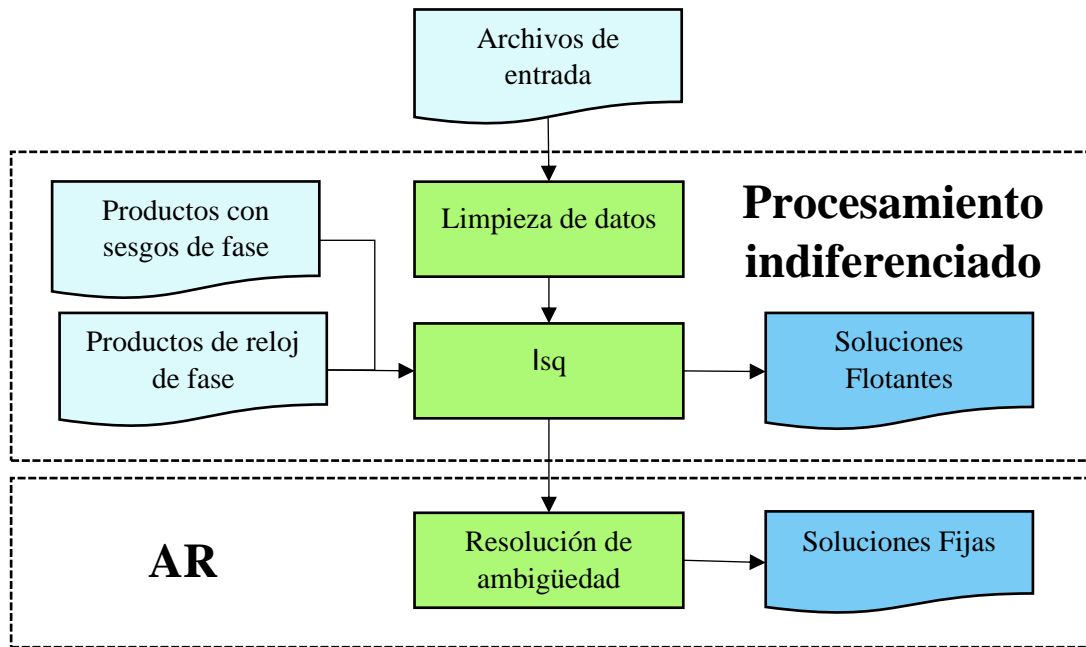 Archivos de
entrada
Productos con
sesgos de fase
Limpieza de datos
Procesamiento
indiferenciado
Productos de reloj
de fase
lsq
Soluciones
Flotantes
AR
Resolución de
ambigüedad
Soluciones Fijas